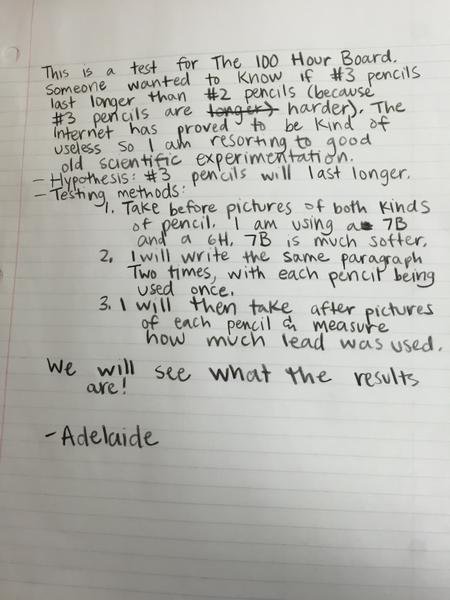 This is a test for The 100 Hour Board.
Someone wanted to know if #3 pencils
last longer than #2 pencils (because
#3 pencils are longer) harder). The
Internet has proved to be kind of
useless so I am resorting to good
old scientific experimentation.
- Hypothesis: #3 pencils will last longer.
- Testing methods:
1. Take before pictures of both kinds
of pencil. I am using a 7B
and a 6H. 7B is much softer.
2. I will write the same paragraph
Two times, with each pencil being
used once.
3. I will then take after pictures
of each pencil & measure
how much lead was used.
We will see what the results
are!
- Adelaide